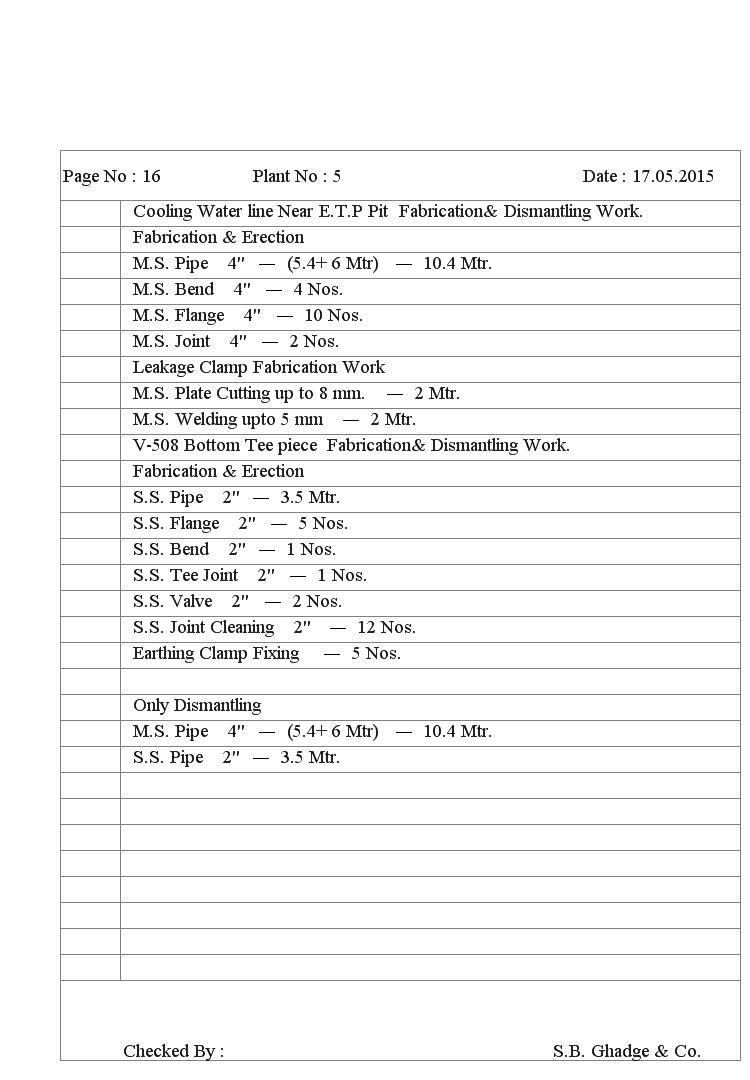 Page No : 16 Plant No : 5 Date : 17.05.2015
Cooling Water line Near E.T.P Pit Fabrication& Dismantling Work.
Fabrication & Erection
M.S. Pipe 4" — (5.4+ 6 Mtr) — 10.4 Mtr.
M.S. Bend 4" — 4 Nos.
M.S. Flange 4" — 10 Nos.
M.S. Joint 4" — 2 Nos.
Leakage Clamp Fabrication Work
M.S. Plate Cutting up to 8 mm. — 2 Mtr.
M.S. Welding upto 5 mm — 2 Mtr.
V-508 Bottom Tee piece Fabrication& Dismantling Work.
Fabrication & Erection
S.S. Pipe 2" — 3.5 Mtr.
S.S. Flange 2" — 5 Nos.
S.S. Bend 2" — 1 Nos.
S.S. Tee Joint 2" — 1 Nos.
S.S. Valve 2" — 2 Nos.
S.S. Joint Cleaning 2" — 12 Nos.
Earthing Clamp Fixing — 5 Nos.
Only Dismantling
M.S. Pipe 4" — (5.4+ 6 Mtr) — 10.4 Mtr.
S.S. Pipe 2" — 3.5 Mtr.
Checked By : S.B. Ghadge & Co.